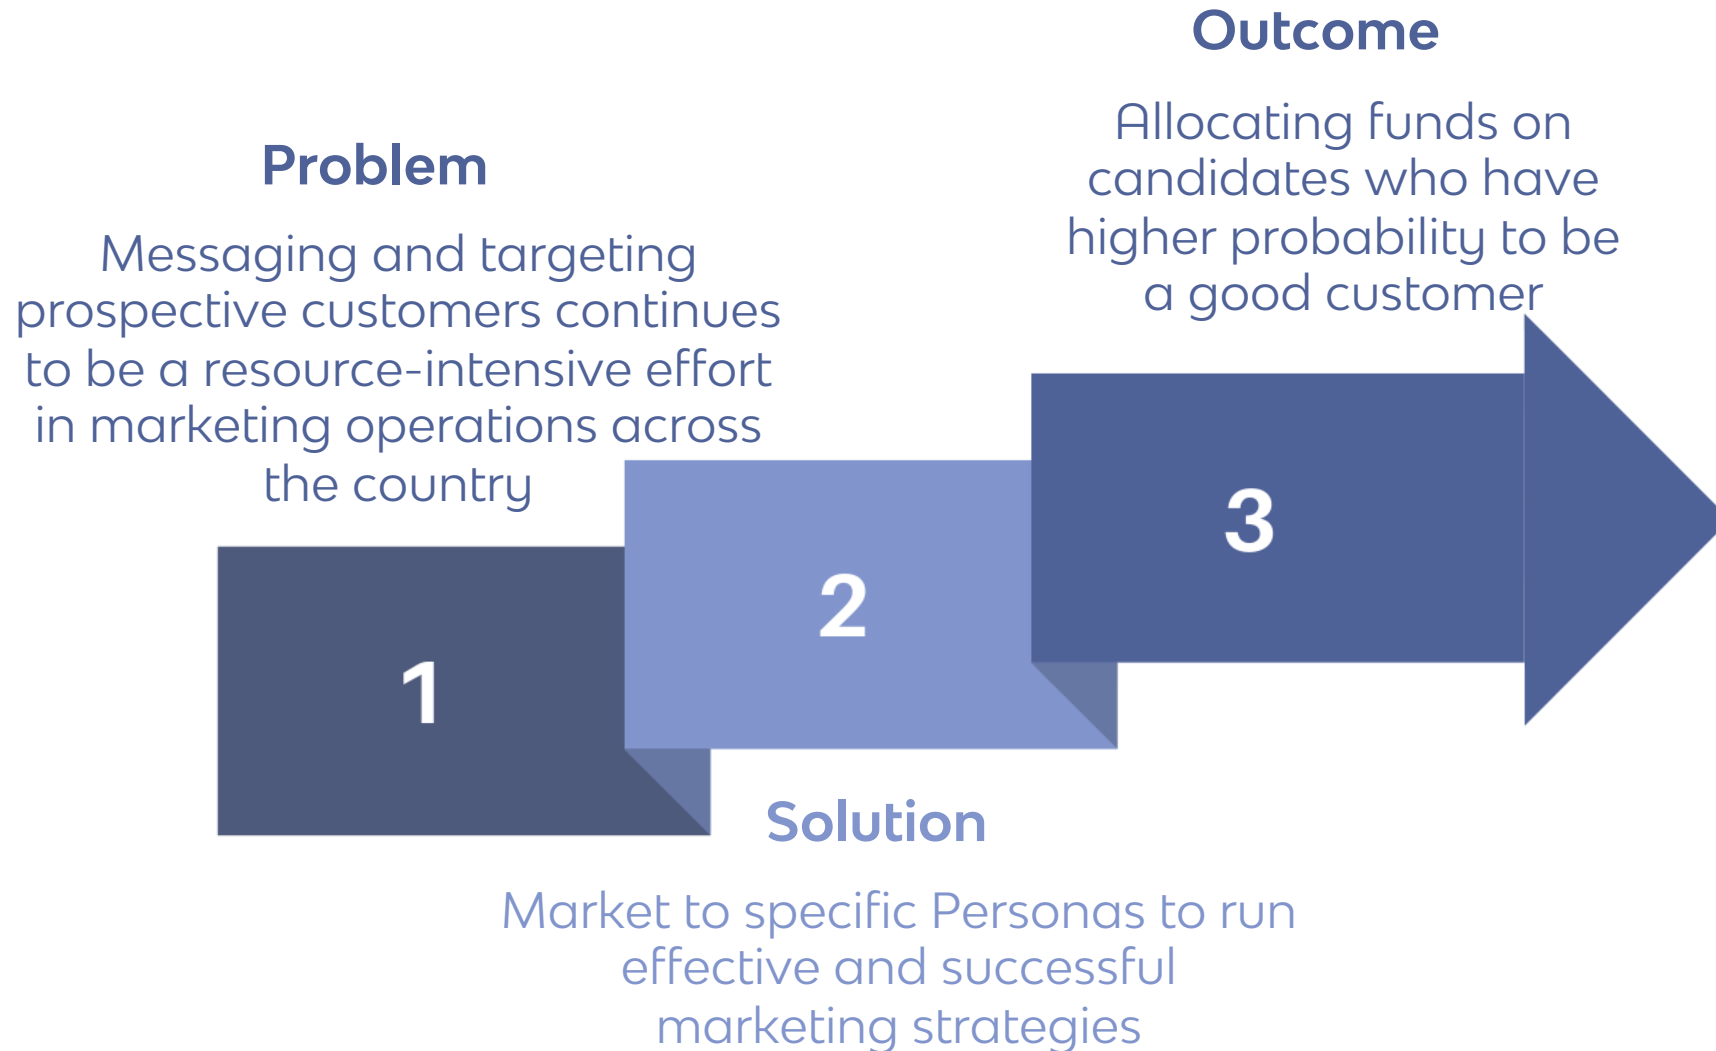 Problem
Messaging and targeting
prospective customers continues
to be a resource-intensive effort
in marketing operations across
the country
1
Solution
Market to specific Personas to run
effective and successful
marketing strategies
2
Outcome
Allocating funds on
candidates who have
higher probability to be
a good customer
3